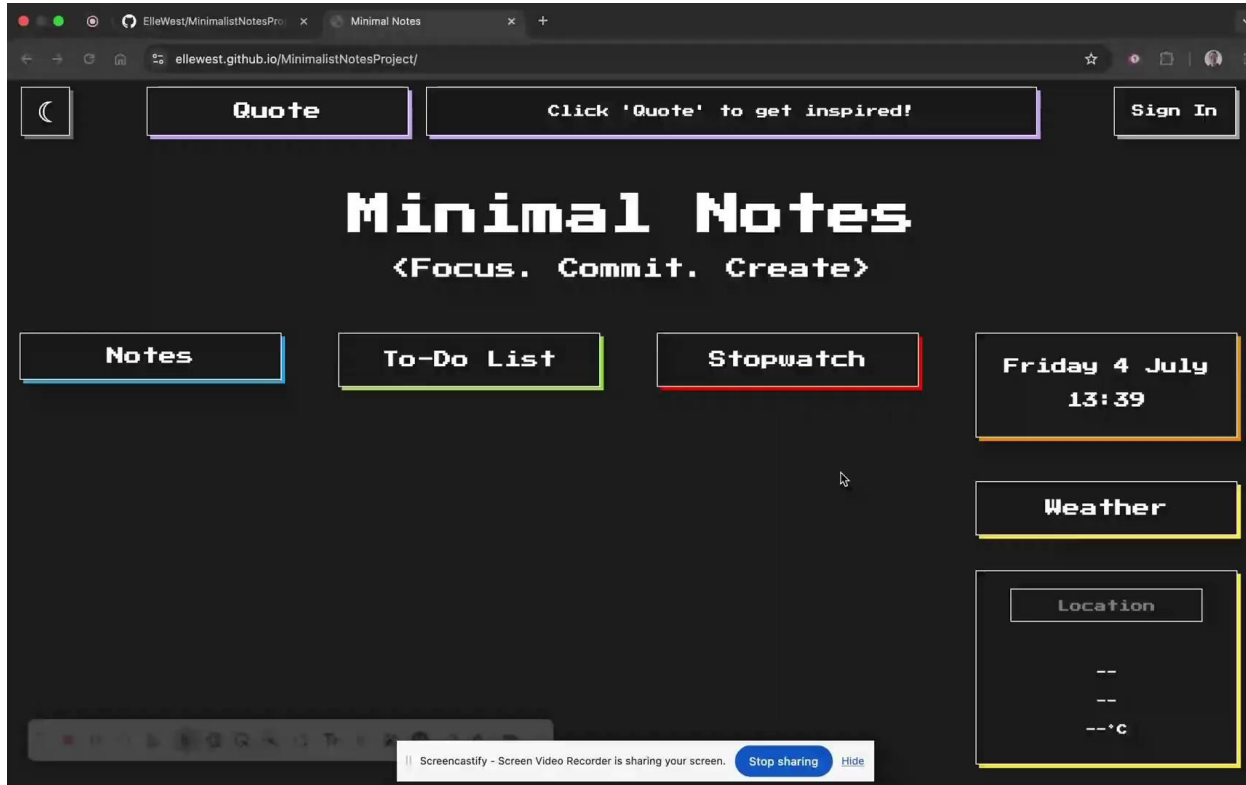 ElleWest/MinimalistNotesPro
Minimal Notes
ellewest.github.io/MinimalistNotesProject/
Quote
Click 'Quote' to get inspired!
Sign In
Minimal Notes
<Focus. Commit. Create>
Notes
To-Do List
Stopwatch
Friday 4 July
13:39
Weather
Location
--
--
--°C
Screencastify - Screen Video Recorder is sharing your screen.
Stop sharing
Hide